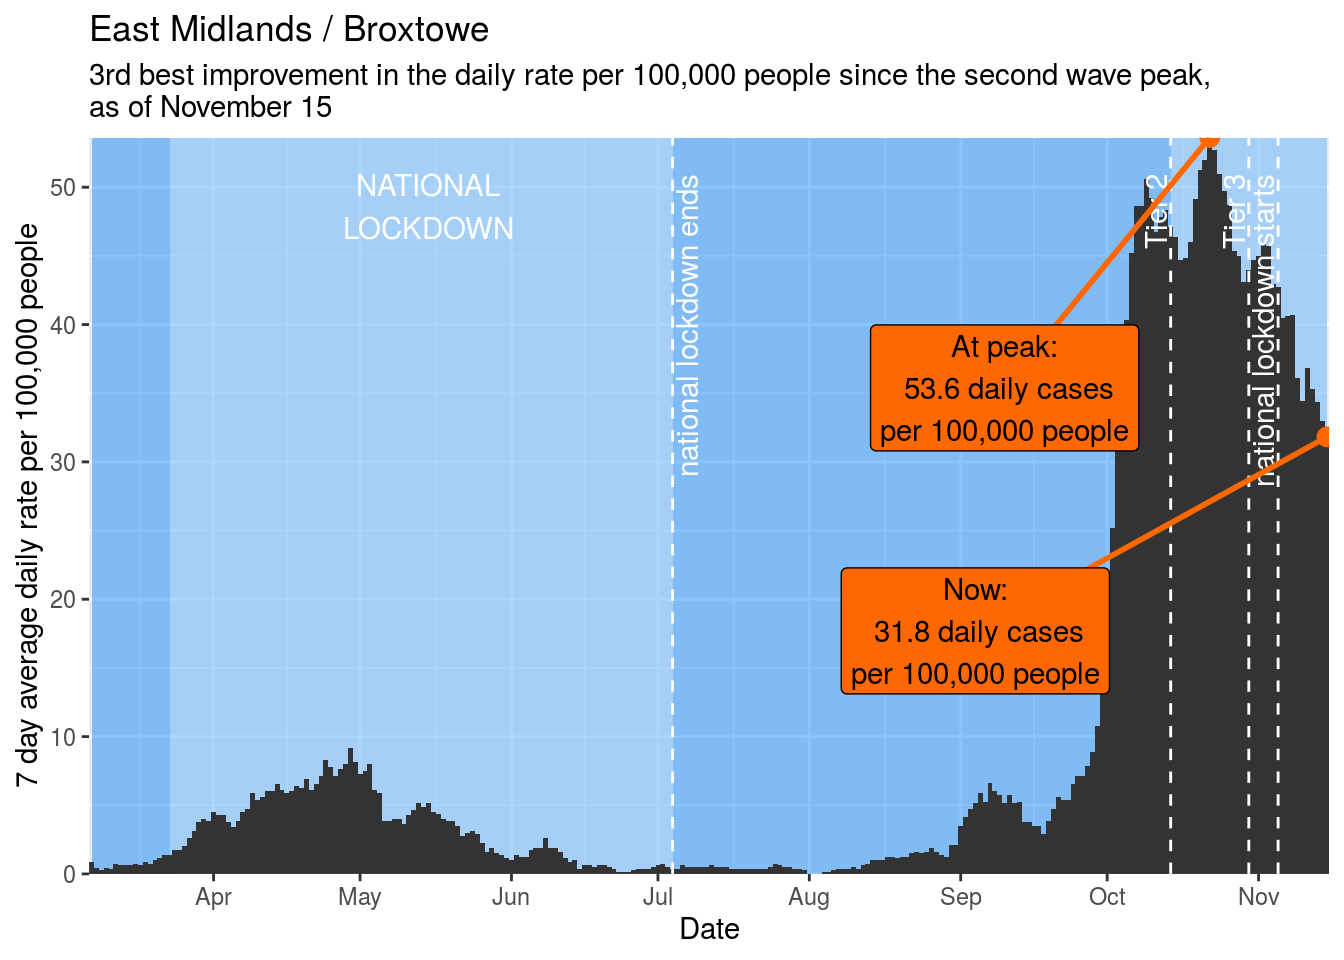 East Midlands / Broxtowe
3rd best improvement in the daily rate per 100,000 people since the second wave peak,
as of November 15
7 day average daily rate per 100,000 people
50
40
30
20
10
0
NATIONAL
LOCKDOWN
national lockdown ends
Tier 2
Tier 3
national lockdown starts
At peak:
53.6 daily cases
per 100,000 people
Now:
31.8 daily cases
per 100,000 people
Apr
May
Jun
Jul
Aug
Sep
Oct
Nov
Date